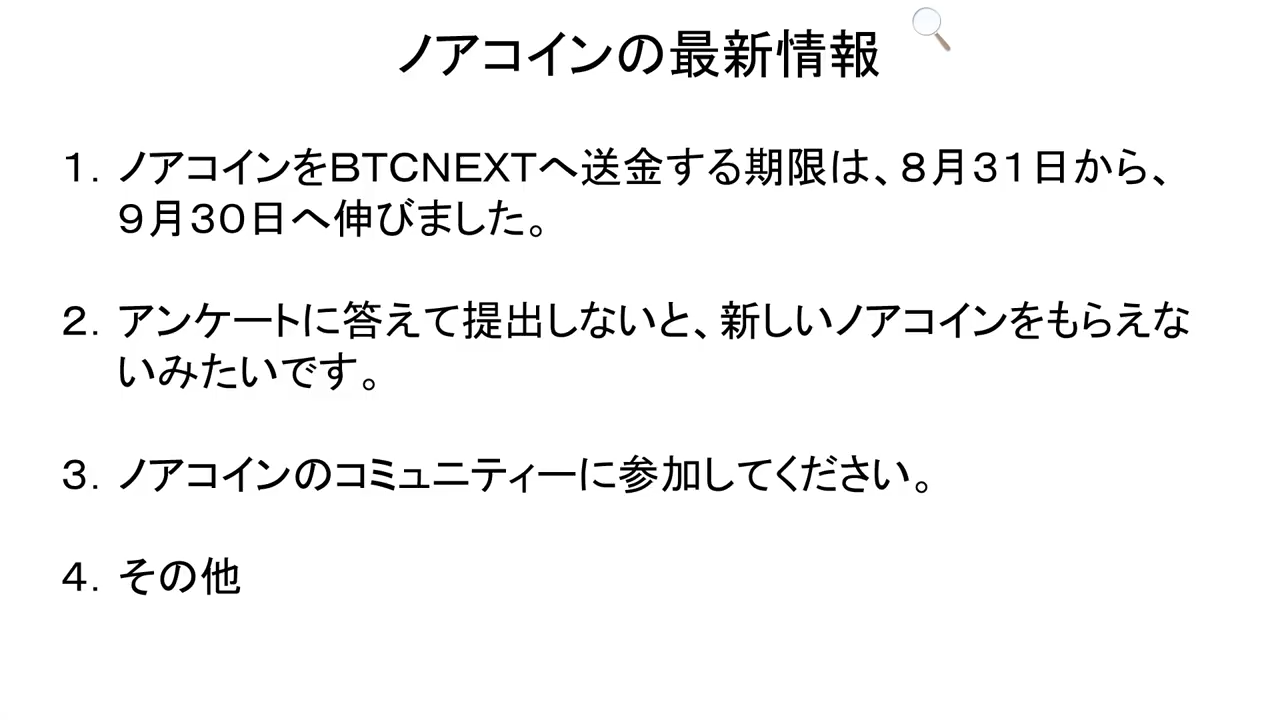 ノアコインの最新情報
１．ノアコインをBTCNEXTへ送金する期限は、８月３１日から、
９月３０日へ伸びました。
２．アンケートに答えて提出しないと、新しいノアコインをもらえな
いみたいです。
３．ノアコインのコミュニティーに参加してください。
４．その他